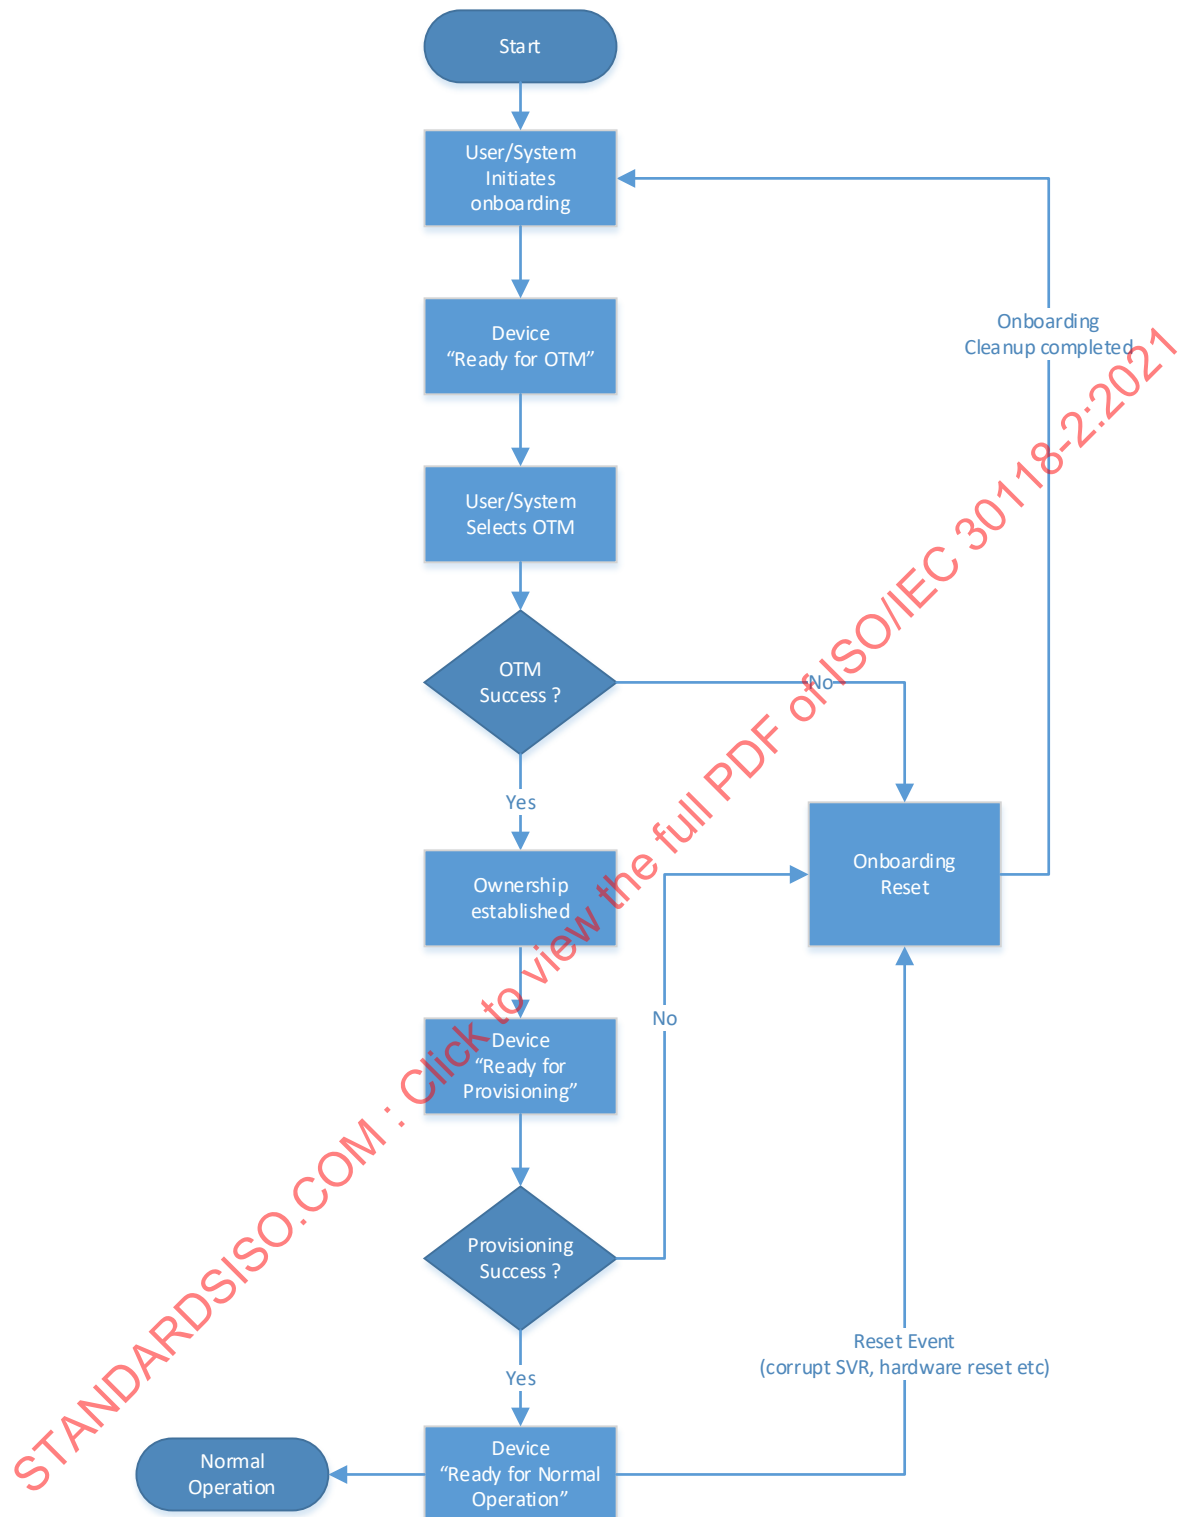 Start
User/System
Initiates
onboarding
Device
“Ready for OTM”
Onboarding
Cleanup completed
User/System
Selects OTM
OTM
Success ?
No
Yes
Ownership
established
Onboarding
Reset
Device
“Ready for
Provisioning”
No
Provisioning
Success ?
Yes
Reset Event
(corrupt SVR, hardware reset etc)
Device
“Ready for Normal
Operation”
Normal
Operation
STANDARDSISO.COM : Click to view the full PDF of ISO/IEC 30118-2:2021